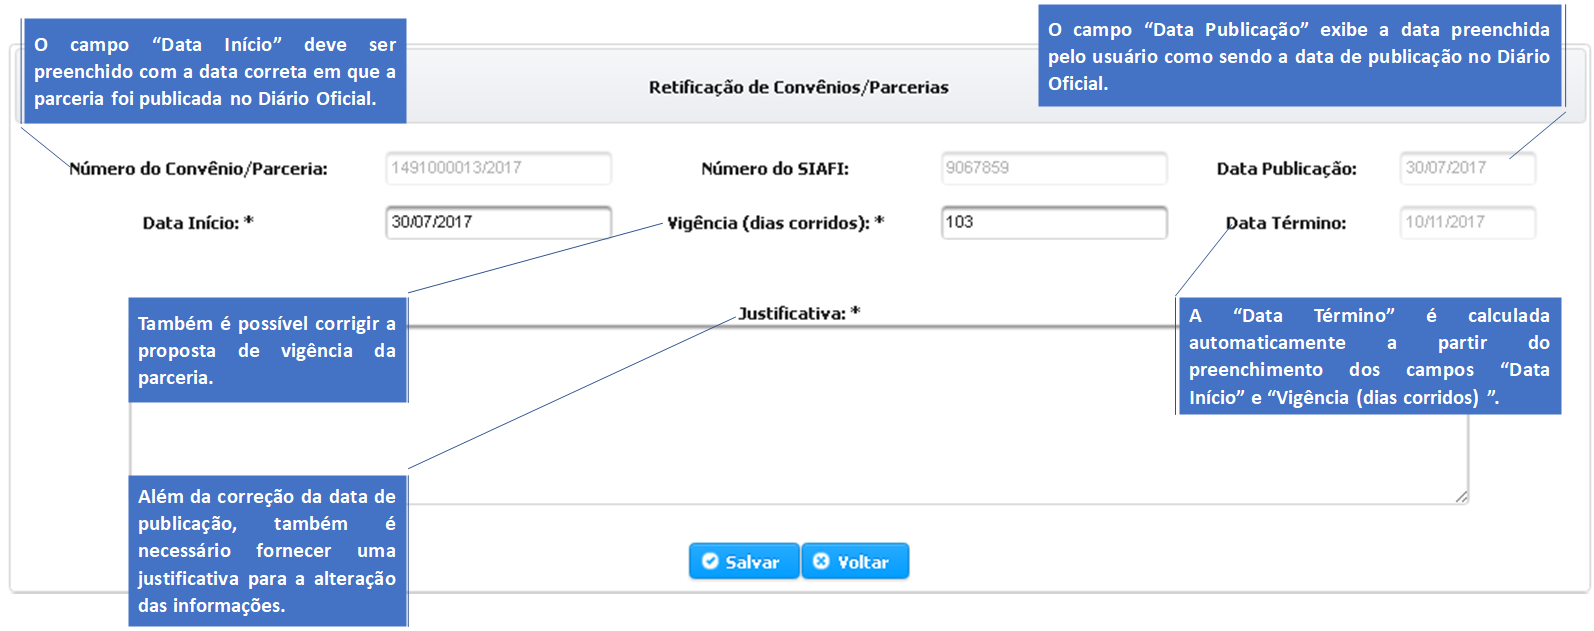 O campo “Data Início” deve ser
preenchido com a data correta em que a
parceria foi publicada no Diário Oficial.
O campo “Data Publicação” exibe a data preenchida
pelo usuário como sendo a data de publicação no Diário
Oficial.
Retificação de Convênios/Parcerias
Número do Convênio/Parceria: 1491000013/2017 Número do SIAFI: 9067859 Data Publicação: 30/07/2017
Data Início: * 30/07/2017 Vigência (dias corridos): * 103 Data Término: 10/11/2017
Justificativa: *
Também é possível corrigir a
proposta de vigência da
parceria.
A “Data Término” é calculada
automaticamente a partir do
preenchimento dos campos “Data
Início” e “Vigência (dias corridos) ”.
Além da correção da data de
publicação, também é
necessário fornecer uma
justificativa para a alteração
das informações.
Salvar Voltar